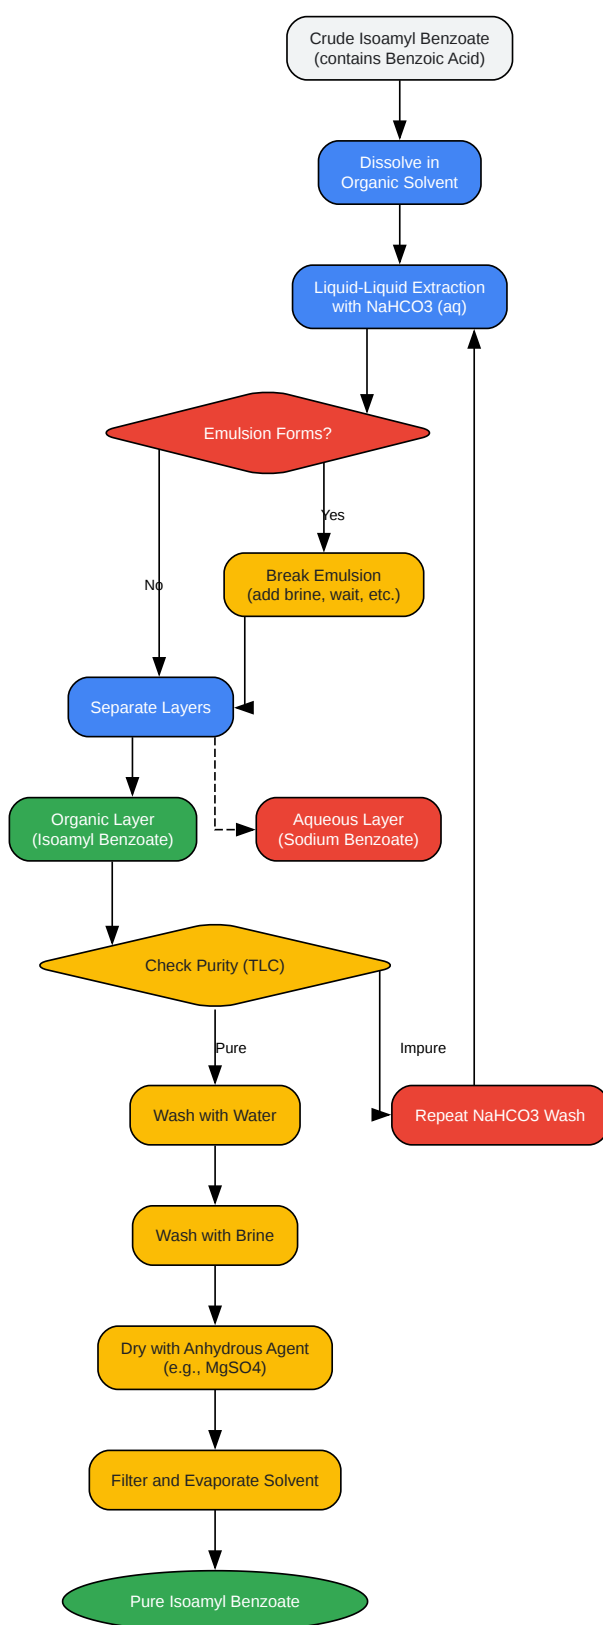 Crude Isoamyl Benzoate
(contains Benzoic Acid)
Dissolve in
Organic Solvent
Liquid-Liquid Extraction
with NaHCO3 (aq)
Emulsion Forms?
Yes
Break Emulsion
(add brine, wait, etc.)
No
Separate Layers
Organic Layer
(Isoamyl Benzoate)
Aqueous Layer
(Sodium Benzoate)
Check Purity (TLC)
Pure
Impure
Wash with Water
Repeat NaHCO3 Wash
Wash with Brine
Dry with Anhydrous Agent
(e.g., MgSO4)
Filter and Evaporate Solvent
Pure Isoamyl Benzoate